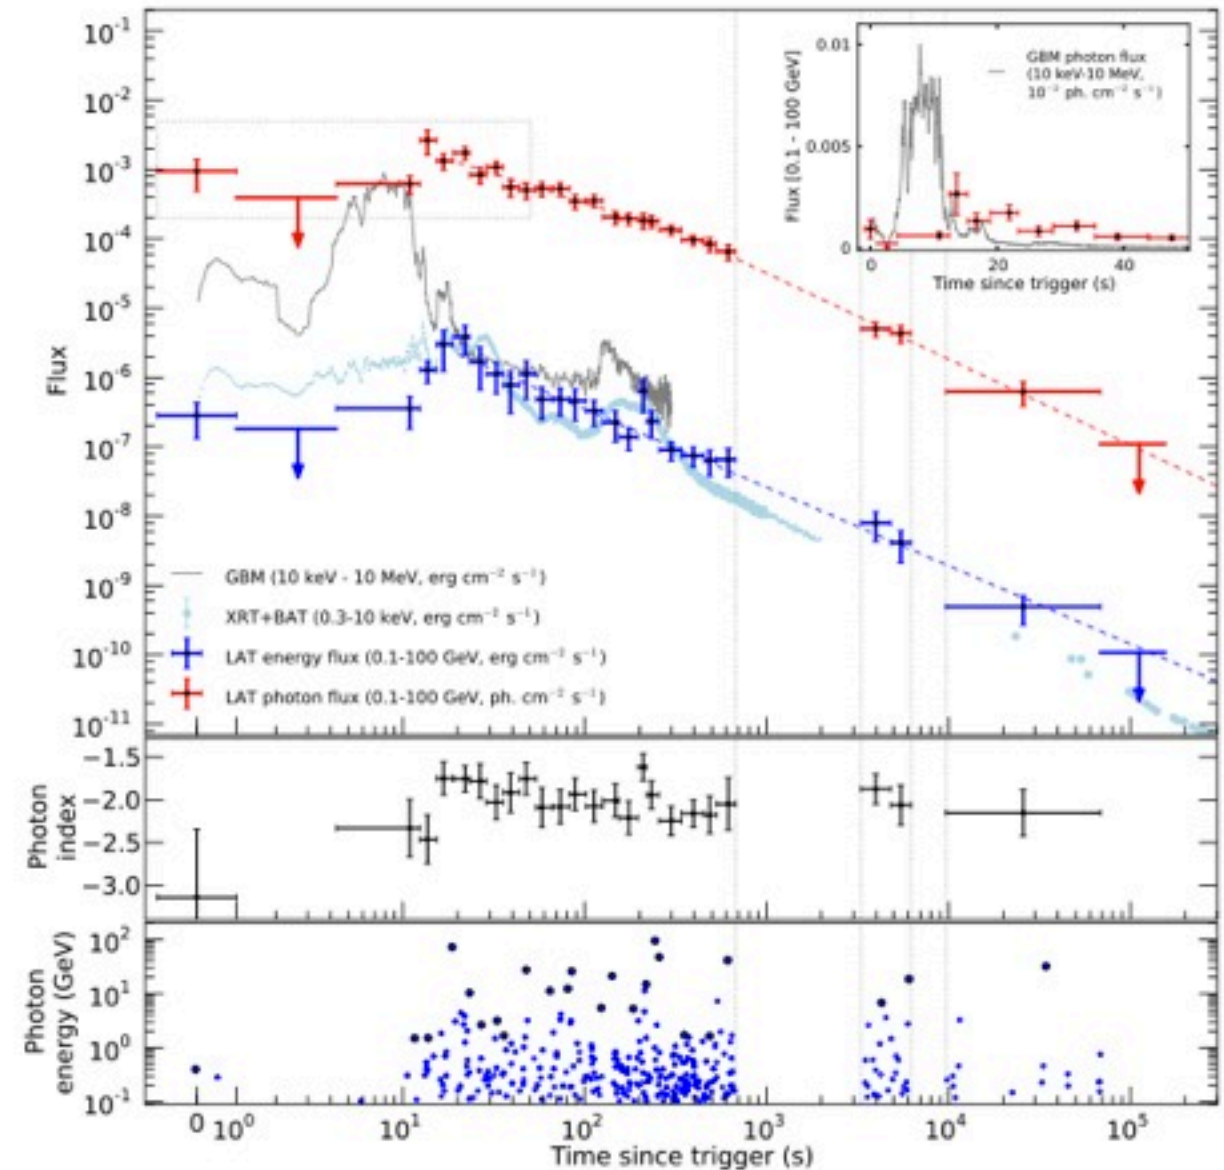 10⁻¹
10⁻²
10⁻³
10⁻⁴
10⁻⁵
10⁻⁶
10⁻⁷
10⁻⁸
10⁻⁹
10⁻¹⁰
10⁻¹¹
Flux
GBM (10 keV - 10 MeV, erg cm⁻² s⁻¹)
XRT+BAT (0.3-10 keV, erg cm⁻² s⁻¹)
LAT energy flux (0.1-100 GeV, erg cm⁻² s⁻¹)
LAT photon flux (0.1-100 GeV, ph. cm⁻² s⁻¹)
0.01
0.005
0
Flux [0.1 - 100 GeV]
GBM photon flux
(10 keV-10 MeV,
10⁻² ph. cm⁻² s⁻¹)
0 20 40
Time since trigger (s)
−1.5
−2.0
−2.5
−3.0
Photon
index
10²
10¹
10⁰
10⁻¹
Photon
energy (GeV)
0 10⁰ 10¹ 10² 10³ 10⁴ 10⁵
Time since trigger (s)